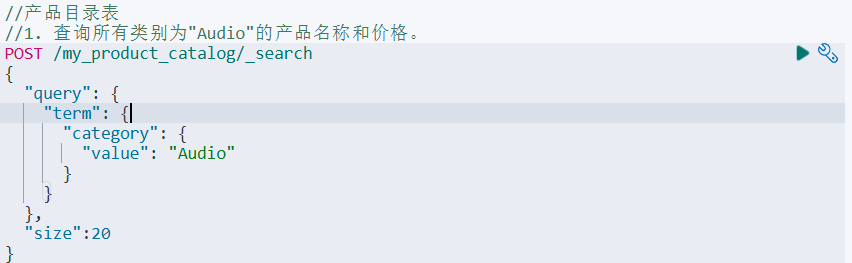 //产品目录表
//1. 查询所有类别为"Audio"的产品名称和价格。
POST /my_product_catalog/_search
{
  "query": {
    "term": {
      "category": {
        "value": "Audio"
      }
    }
  },
  "size":20
}